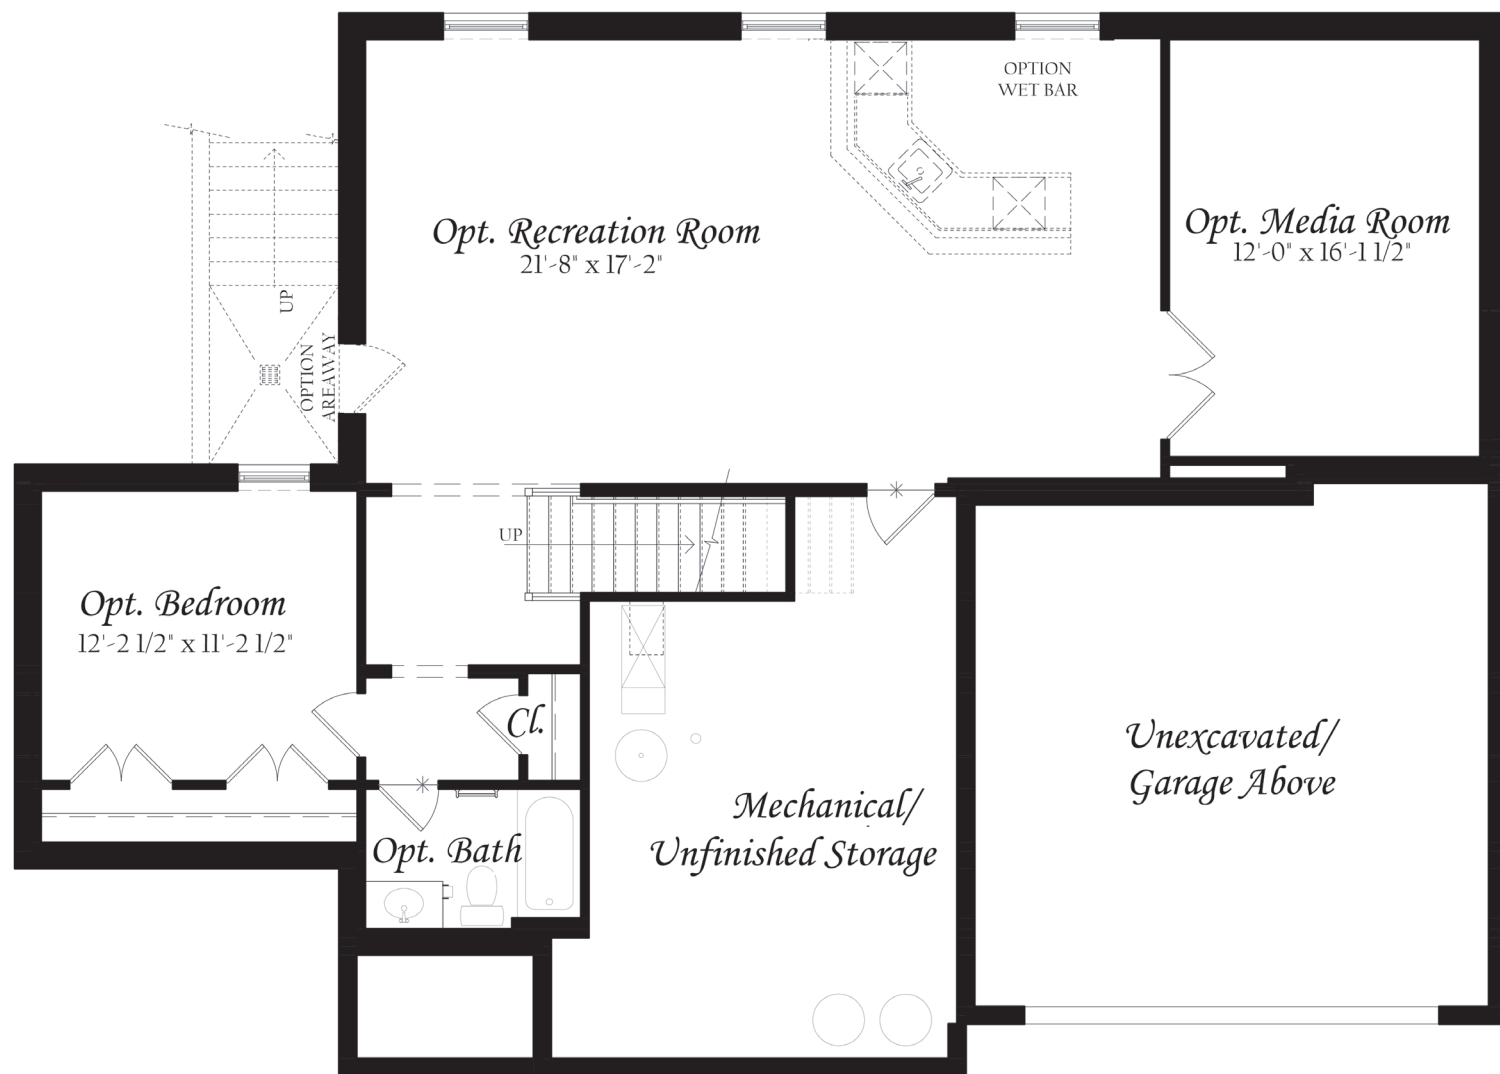 OPTION
WET BAR
Opt. Recreation Room
21'-8" x 17'-2"
Opt. Media Room
12'-0" x 16'-1 1/2"
UP
OPTION
AREAWAY
UP
Opt. Bedroom
12'-2 1/2" x 11'-2 1/2"
Cl.
Unexcavated/
Garage Above
Mechanical/
Unfinished Storage
Opt. Bath